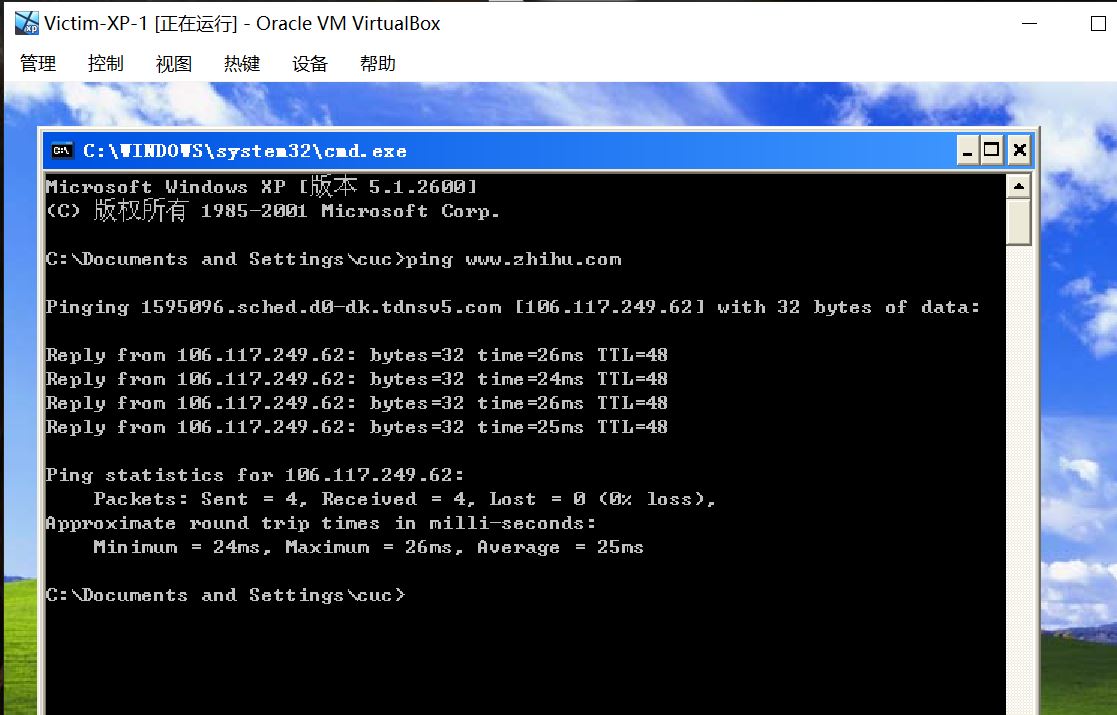 Victim-XP-1 [正在运行] - Oracle VM VirtualBox
管理 控制 视图 热键 设备 帮助
C:\WINDOWS\system32\cmd.exe
Microsoft Windows XP [版本 5.1.2600]
(C) 版权所有 1985-2001 Microsoft Corp.
C:\Documents and Settings\cuc>ping www.zhihu.com
Pinging 1595096.sched.d0-dk.tdnsv5.com [106.117.249.62] with 32 bytes of data:
Reply from 106.117.249.62: bytes=32 time=26ms TTL=48
Reply from 106.117.249.62: bytes=32 time=24ms TTL=48
Reply from 106.117.249.62: bytes=32 time=26ms TTL=48
Reply from 106.117.249.62: bytes=32 time=25ms TTL=48
Ping statistics for 106.117.249.62:
Packets: Sent = 4, Received = 4, Lost = 0 (0% loss),
Approximate round trip times in milli-seconds:
Minimum = 24ms, Maximum = 26ms, Average = 25ms
C:\Documents and Settings\cuc>